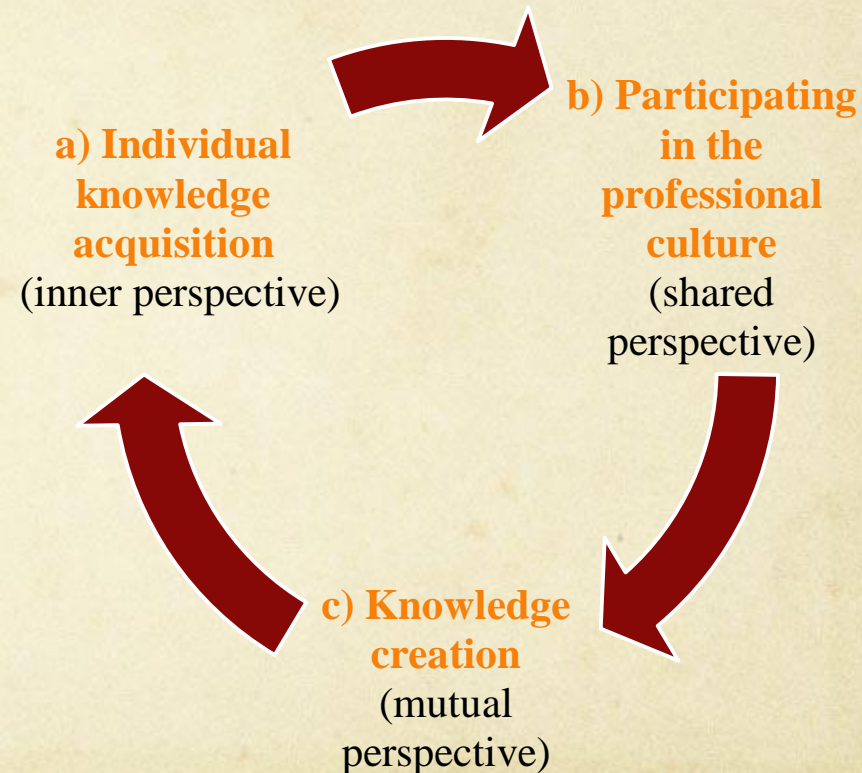 a) Individual
knowledge
acquisition
(inner perspective)
b) Participating
in the
professional
culture
(shared
perspective)
c) Knowledge
creation
(mutual
perspective)